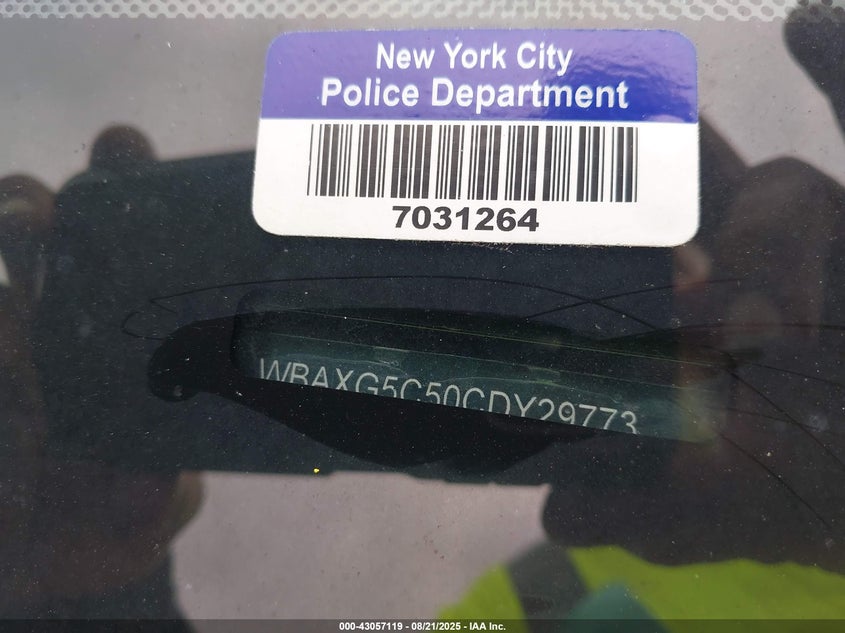 New York City
Police Department
7031264
WBAXG5C50CDY29773
000-43057119 - 08/21/2025 - IAA Inc.